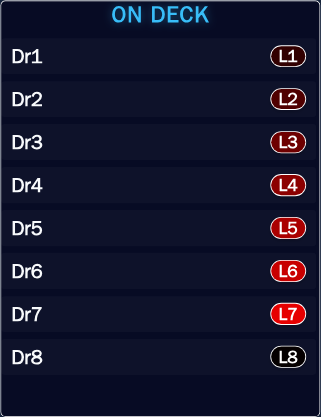 ON DECK
Dr1 L1
Dr2 L2
Dr3 L3
Dr4 L4
Dr5 L5
Dr6 L6
Dr7 L7
Dr8 L8